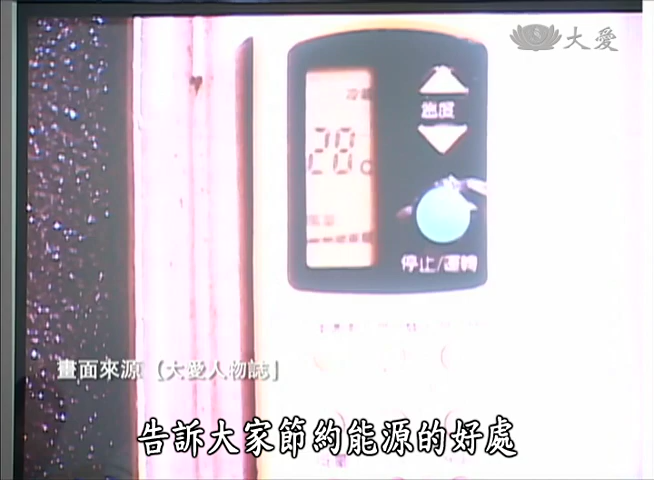 大愛
28
溫度
停止/運轉
畫面來源【大愛人物誌】
告訴大家節約能源的好處